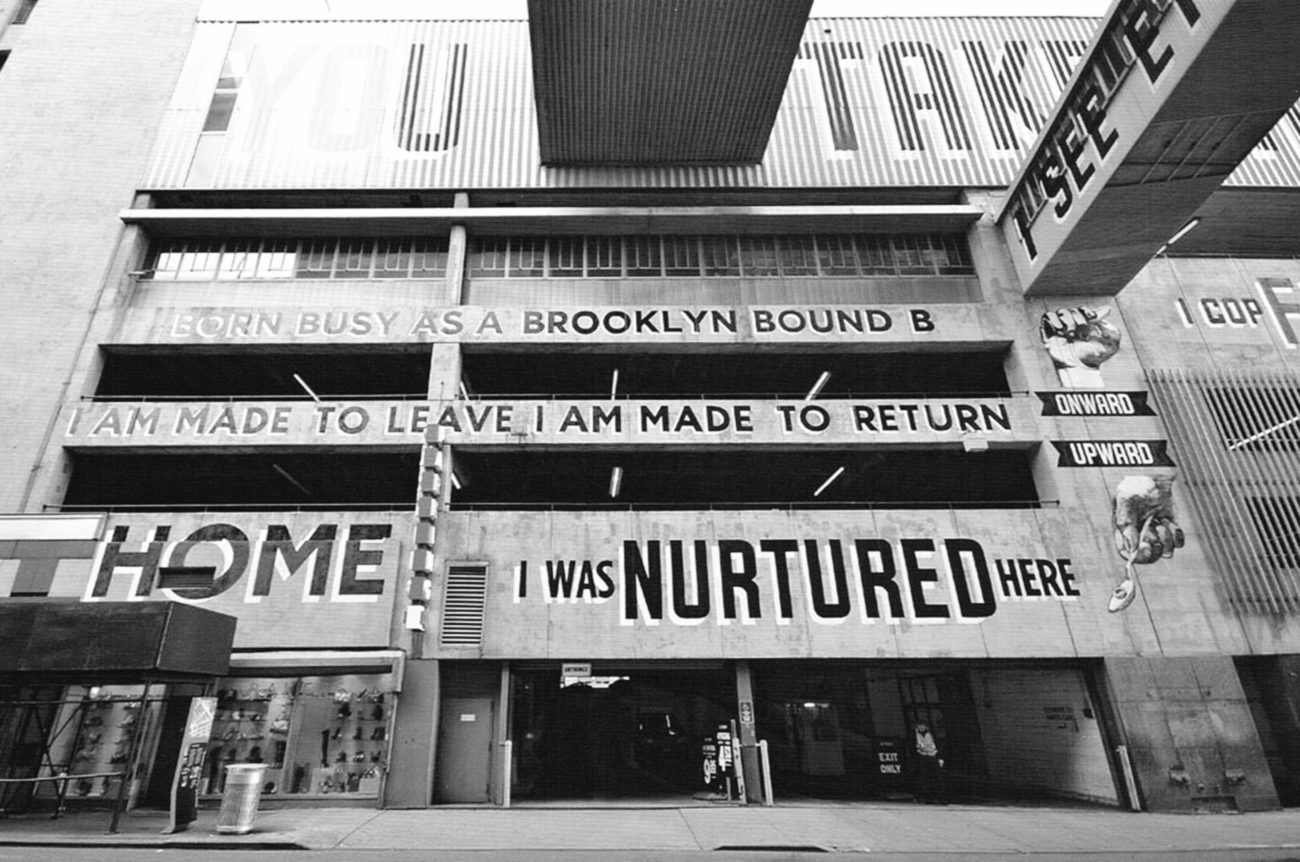 YOU TAKE
SEE
BORN BUSY AS A BROOKLYN BOUND B
I COP
I AM MADE TO LEAVE I AM MADE TO RETURN
ONWARD
UPWARD
HOME
I WAS NURTURED HERE
ENTRANCE
EXIT
ONLY